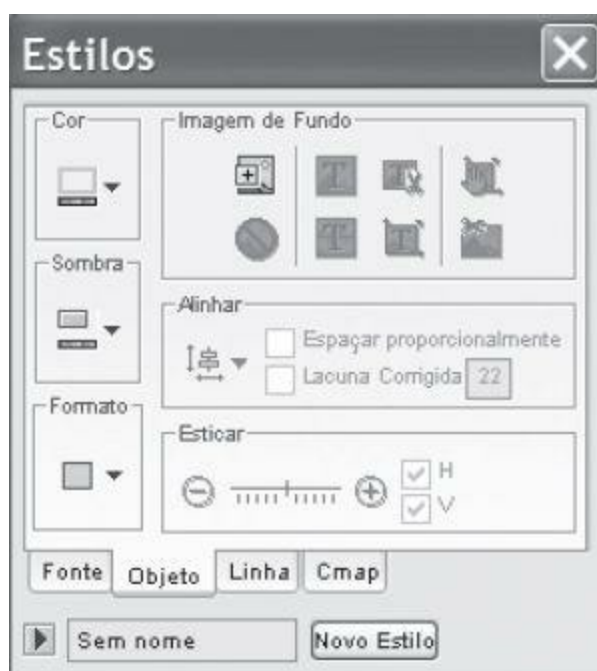 Estilos
Cor
Imagem de Fundo
T
T
T
T
Sombra
Alinhar
Espaçar proporcionalmente
Lacuna Corrigida 22
Formato
Esticar
H
V
Fonte Objeto Linha Cmap
Sem nome Novo Estilo